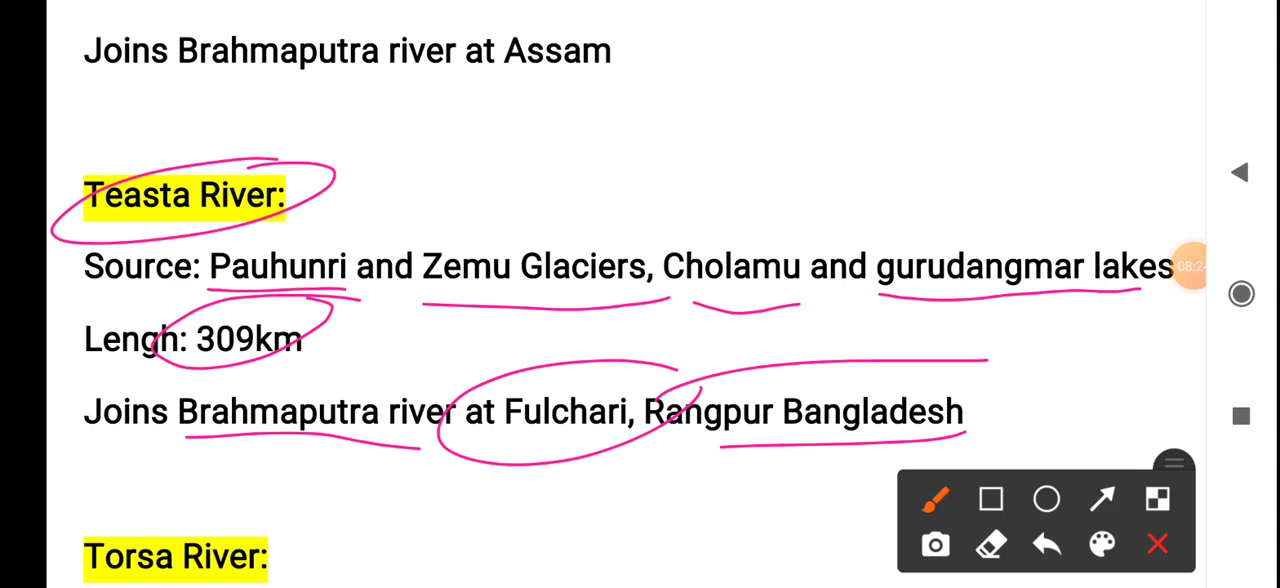 Joins Brahmaputra river at Assam
Teasta River:
Source: Pauhunri and Zemu Glaciers, Cholamu and gurudangmar lakes
Lengh: 309km
Joins Brahmaputra river at Fulchari, Rangpur Bangladesh
Torsa River: